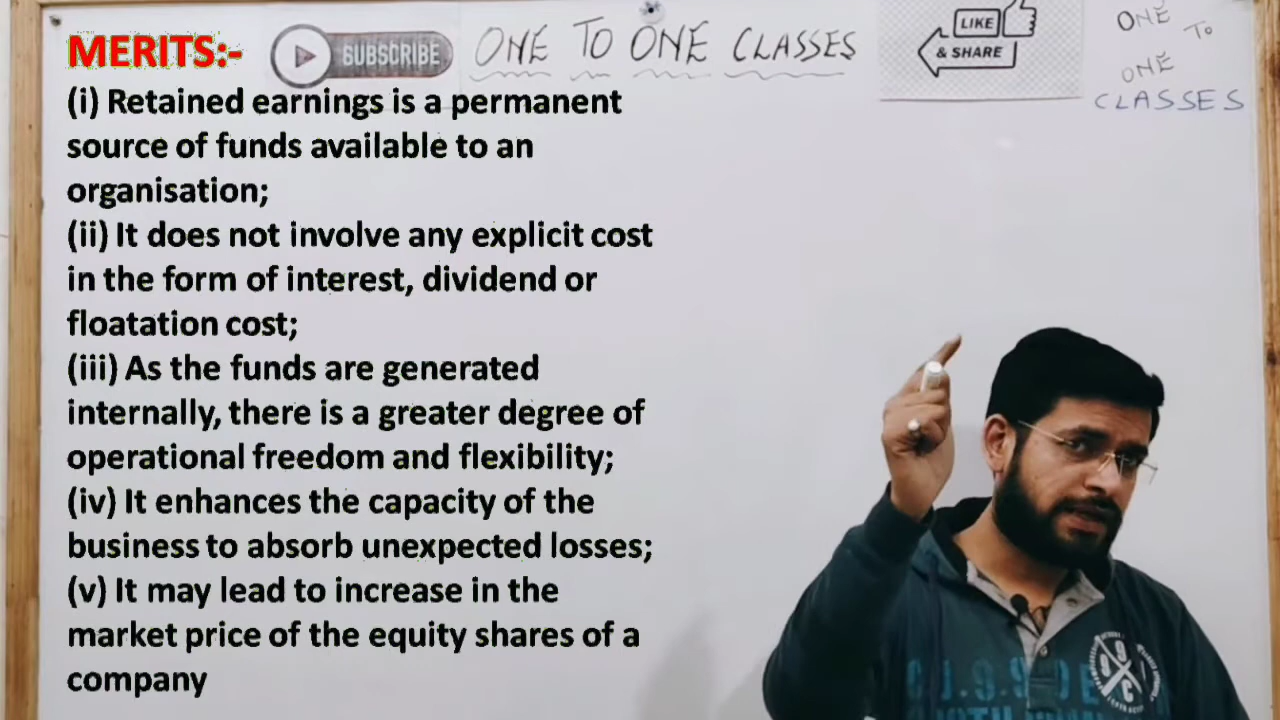 MERITS:-
SUBSCRIBE
ONE TO ONE CLASSES
LIKE
& SHARE
ONE
To
ONE
CLASSES
(i) Retained earnings is a permanent
source of funds available to an
organisation;
(ii) It does not involve any explicit cost
in the form of interest, dividend or
floatation cost;
(iii) As the funds are generated
internally, there is a greater degree of
operational freedom and flexibility;
(iv) It enhances the capacity of the
business to absorb unexpected losses;
(v) It may lead to increase in the
market price of the equity shares of a
company